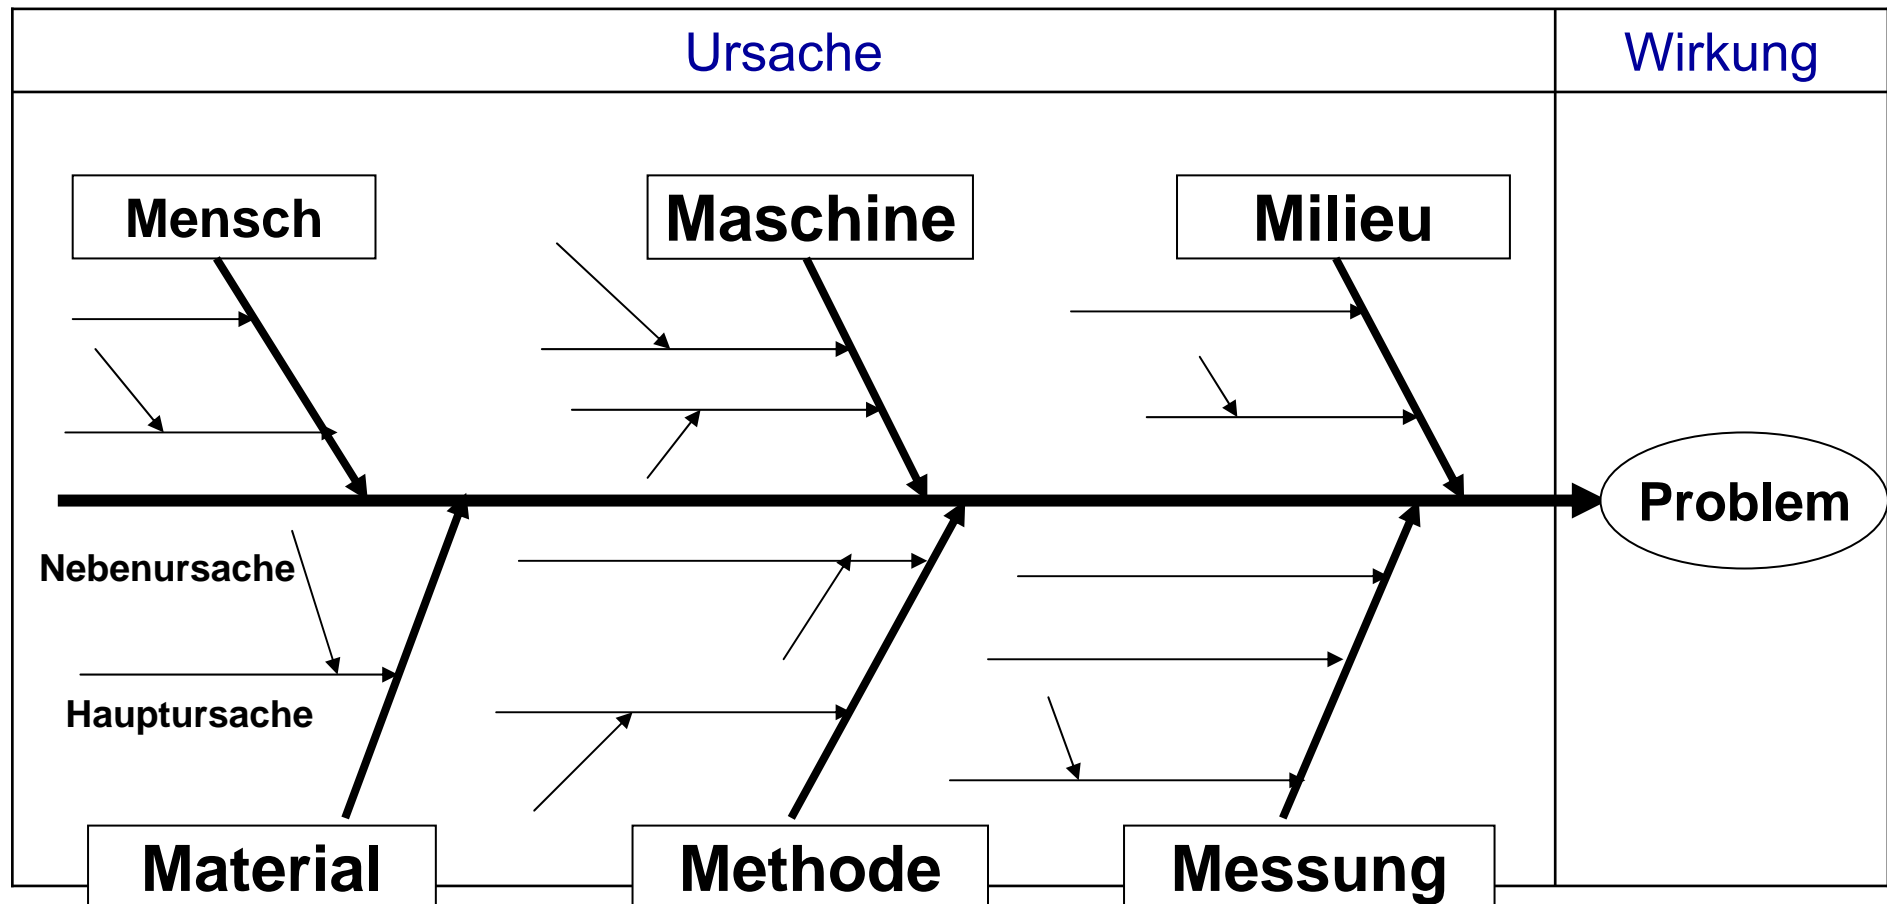 Ursache
Wirkung
Mensch
Maschine
Milieu
Problem
Nebenursache
Hauptursache
Material
Methode
Messung